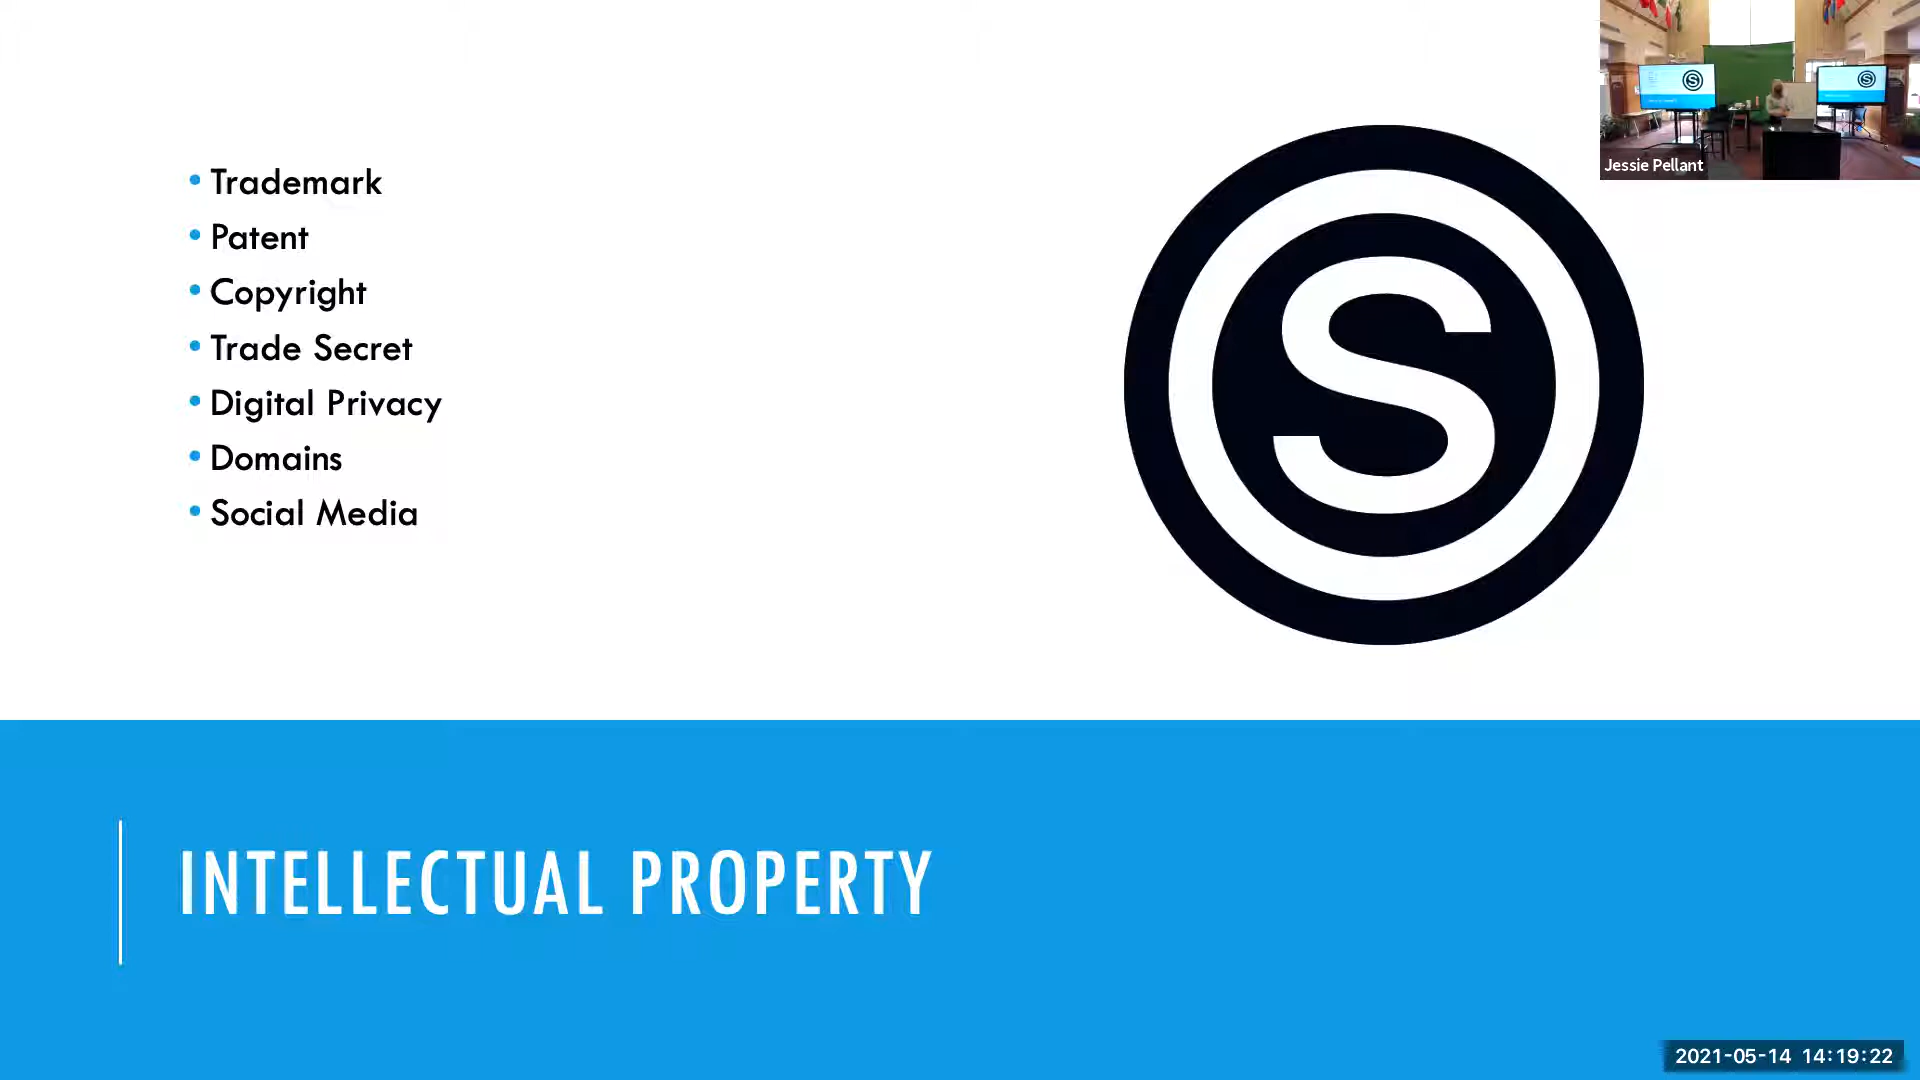 Trademark
Patent
Copyright
Trade Secret
Digital Privacy
Domains
Social Media
S
Jessie Pellant
INTELLECTUAL PROPERTY
2021-05-14 14:19:22